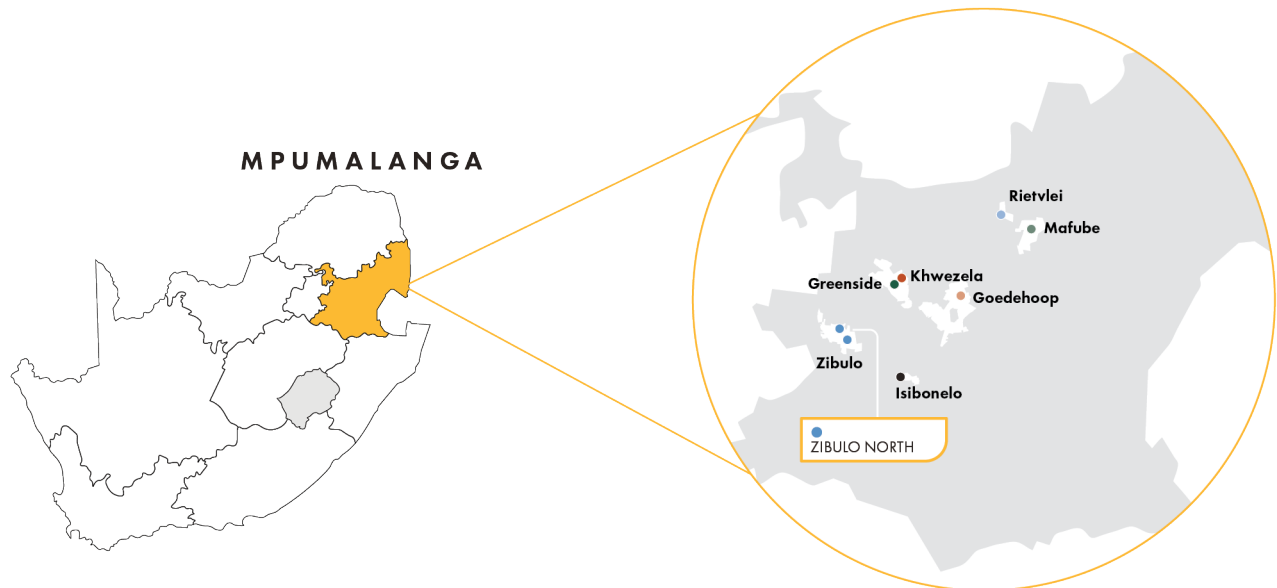 MPUMALANGA
Rietvlei
Mafube
Khwezela
Greenside
Goedehoop
Zibulo
Isibonelo
ZIBULO NORTH